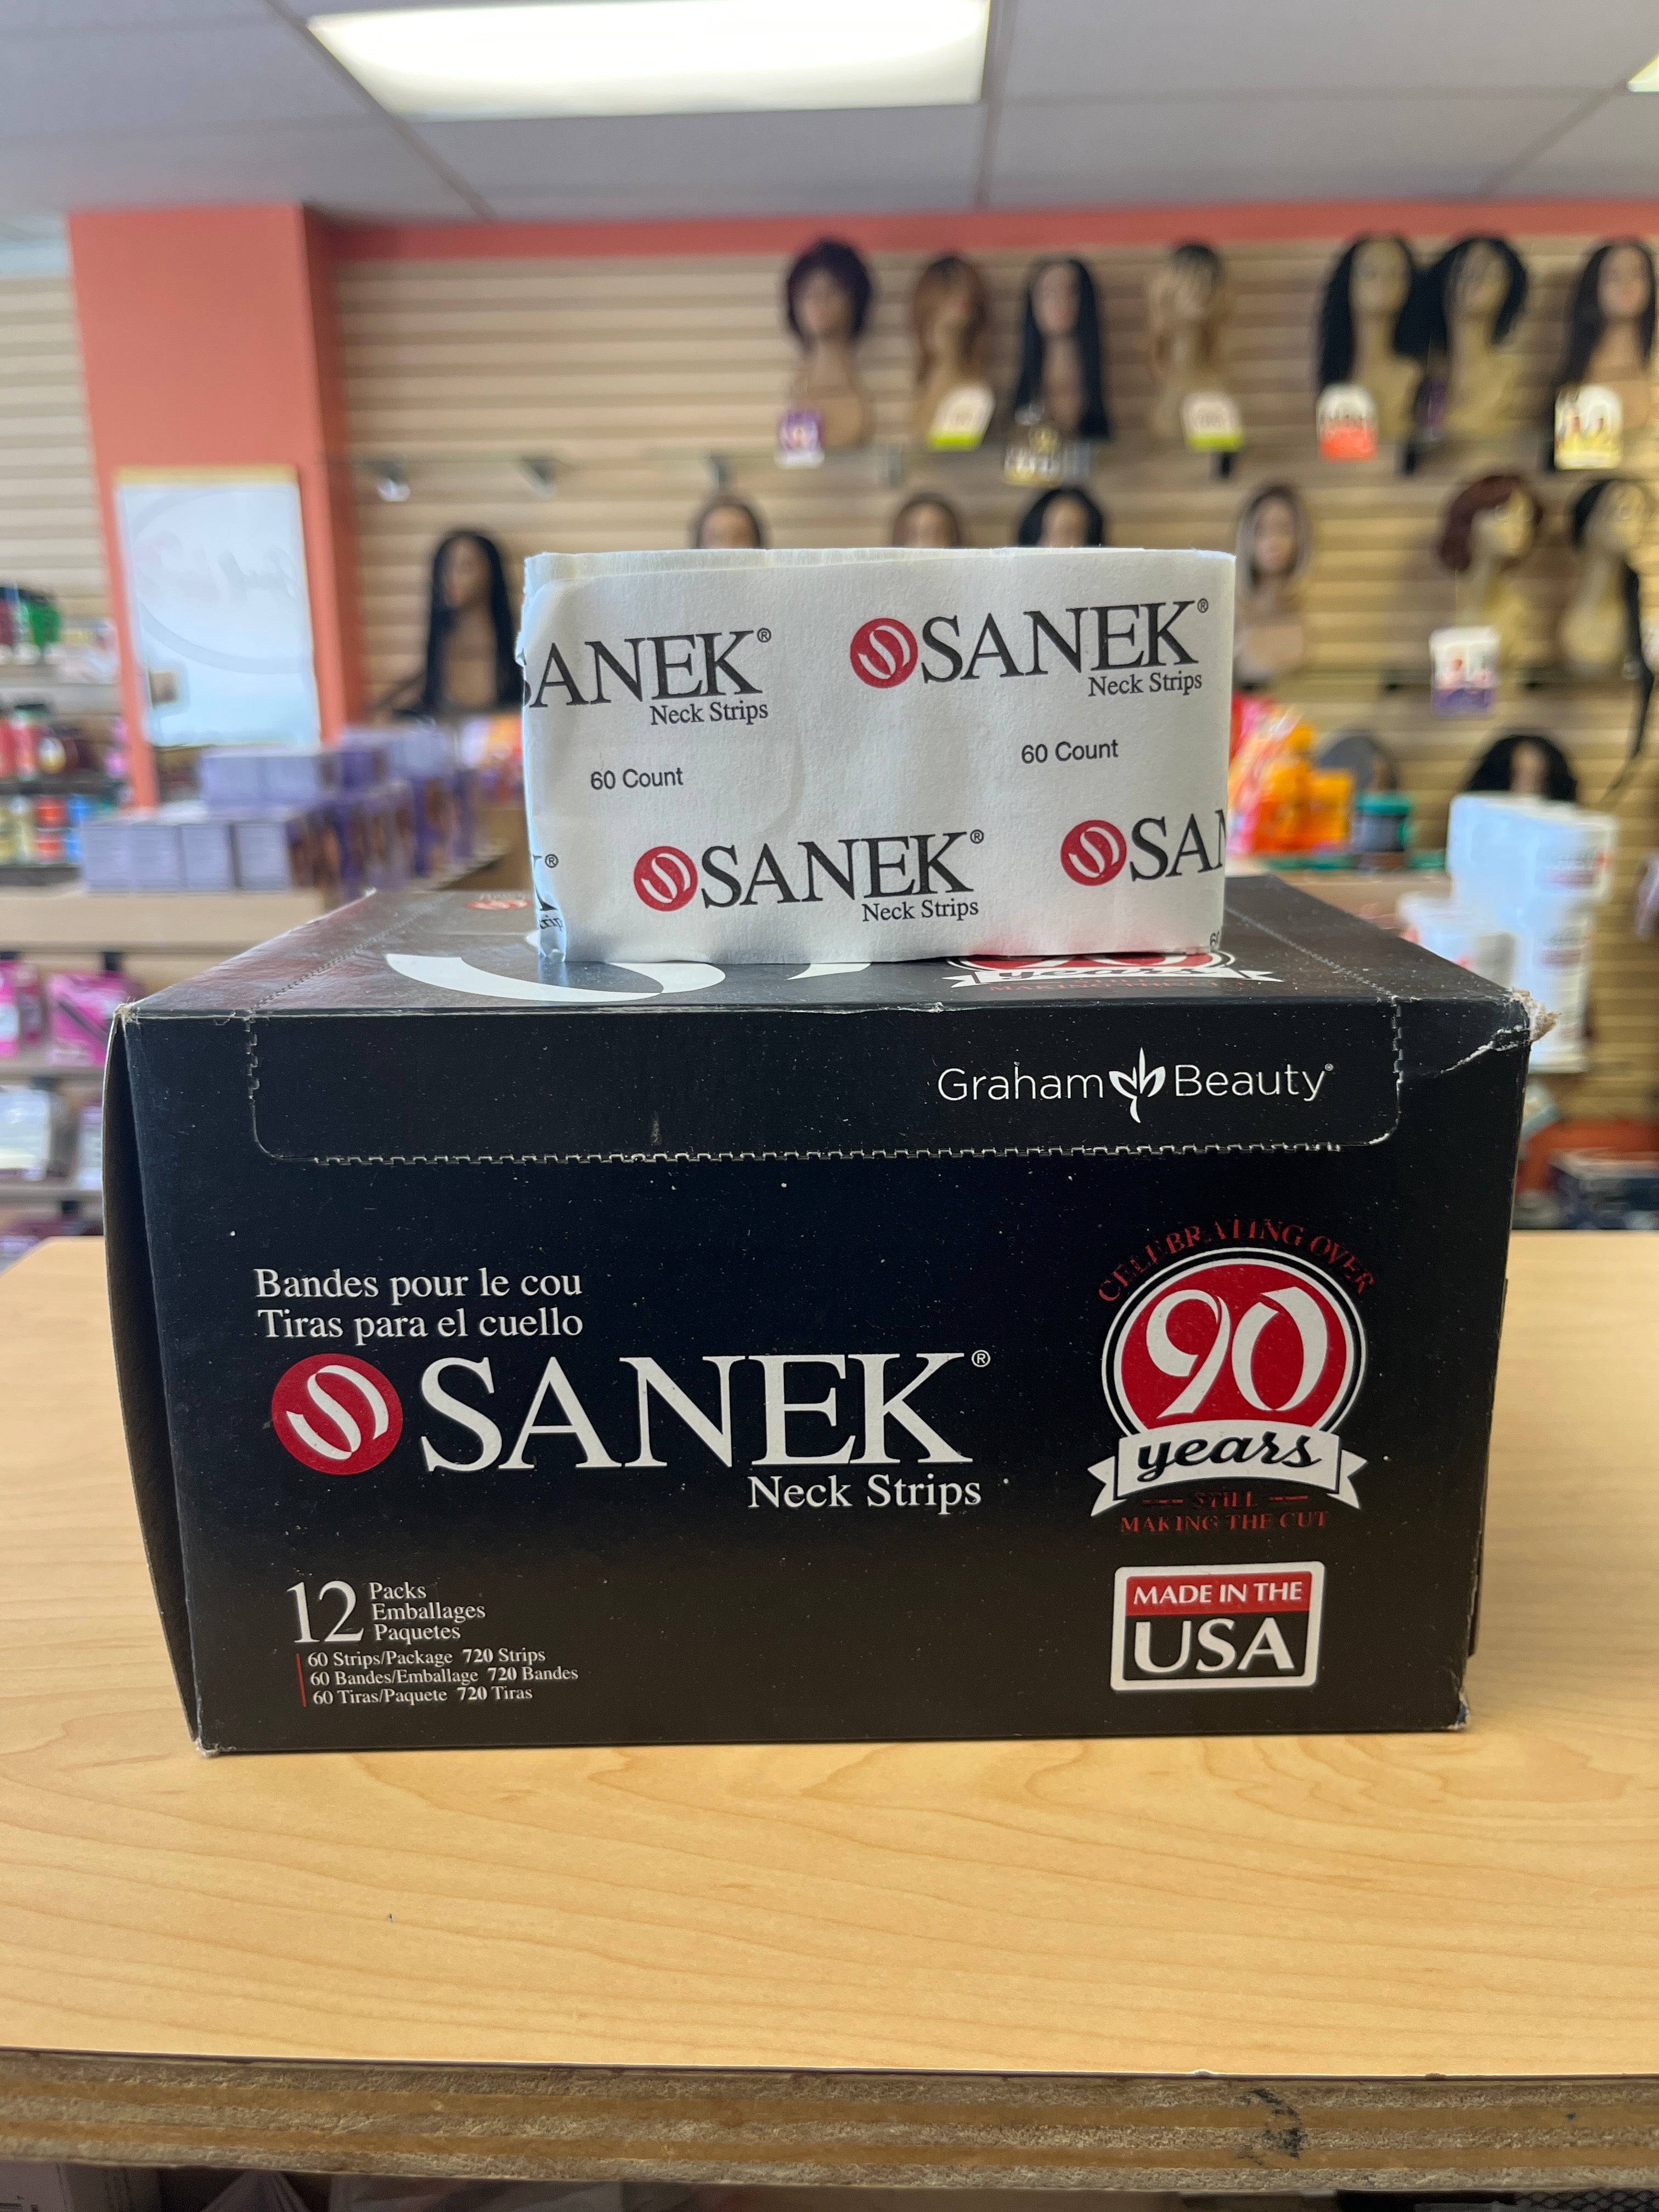 SANEK®
Neck Strips
SANEK®
Neck Strips
60 Count
60 Count
SANEK®
Neck Strips
SAN
years
Graham Beauty®
Bandes pour le cou
Tiras para el cuello
SANEK®
Neck Strips
CELEBRATING OVER
90
years
STILL
MAKING THE CUT
MADE IN THE
USA
12 Packs
Emballages
Paquetes
60 Strips/Package 720 Strips
60 Bandes/Emballage 720 Bandes
60 Tiras/Paquete 720 Tiras